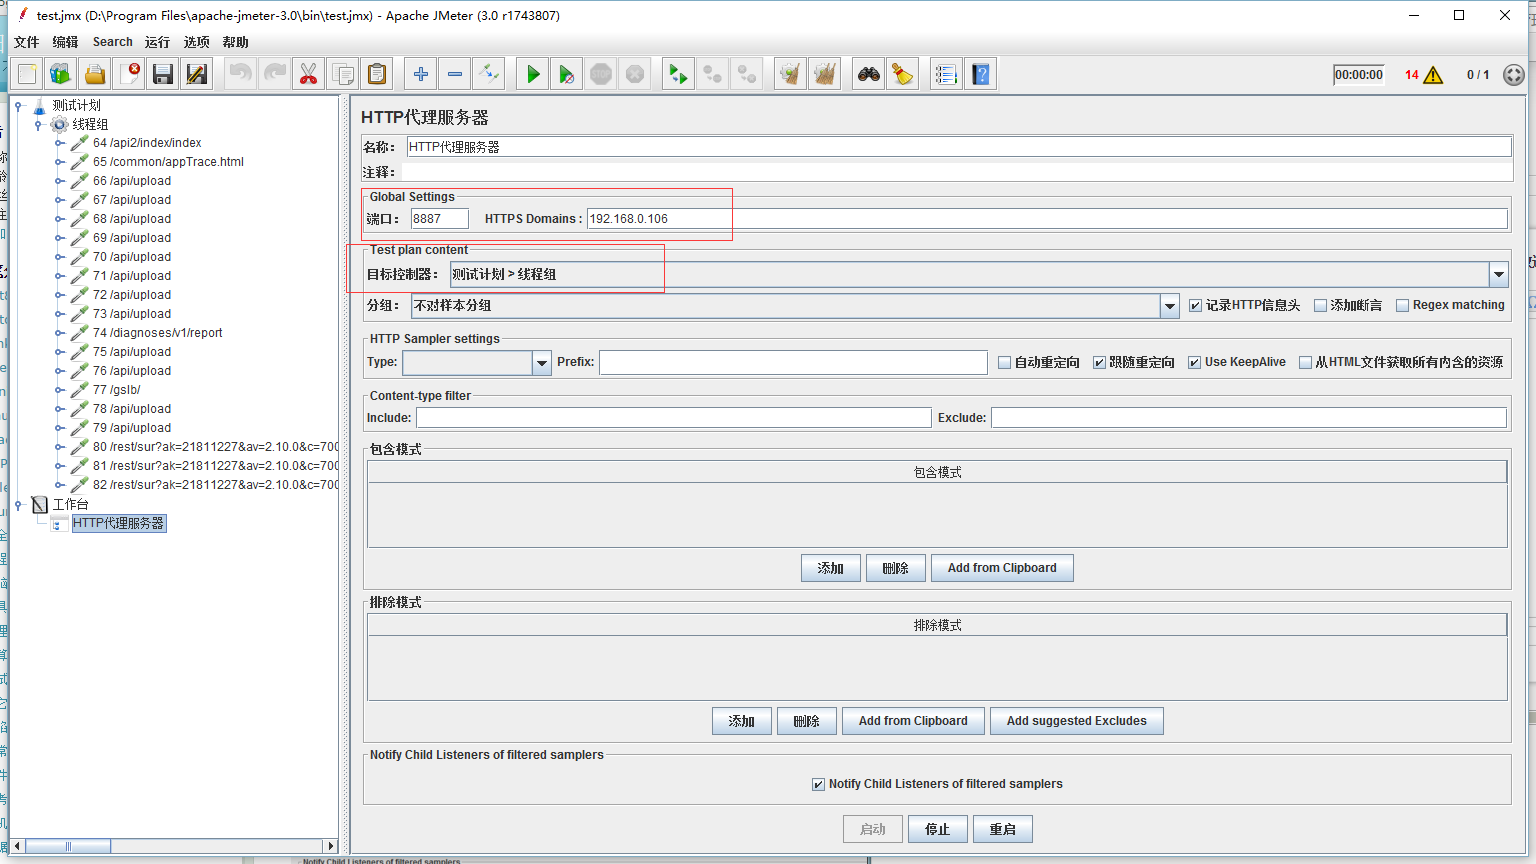 test.jmx (D:\Program Files\apache-jmeter-3.0\bin\test.jmx) - Apache JMeter (3.0 r1743807)
文件 编辑 Search 运行 选项 帮助
STOP
00:00:00 14 0 / 1
测试计划
线程组
64 /api2/index/index
65 /common/appTrace.html
66 /api/upload
67 /api/upload
68 /api/upload
69 /api/upload
70 /api/upload
71 /api/upload
72 /api/upload
73 /api/upload
74 /diagnoses/v1/report
75 /api/upload
76 /api/upload
77 /gslb/
78 /api/upload
79 /api/upload
80 /rest/sur?ak=21811227&av=2.10.0&c=700
81 /rest/sur?ak=21811227&av=2.10.0&c=700
82 /rest/sur?ak=21811227&av=2.10.0&c=700
工作台
HTTP代理服务器
HTTP代理服务器
名称： HTTP代理服务器
注释：
Global Settings
端口： 8887 HTTPS Domains : 192.168.0.106
Test plan content
目标控制器： 测试计划 > 线程组
分组： 不对样本分组 记录HTTP信息头 添加断言 Regex matching
HTTP Sampler settings
Type: Prefix: 自动重定向 跟随重定向 Use KeepAlive 从HTML文件获取所有内含的资源
Content-type filter
Include: Exclude:
包含模式
包含模式
添加 删除 Add from Clipboard
排除模式
排除模式
添加 删除 Add from Clipboard Add suggested Excludes
Notify Child Listeners of filtered samplers
Notify Child Listeners of filtered samplers
启动 停止 重启
Notify Child Listeners of filtered samplers